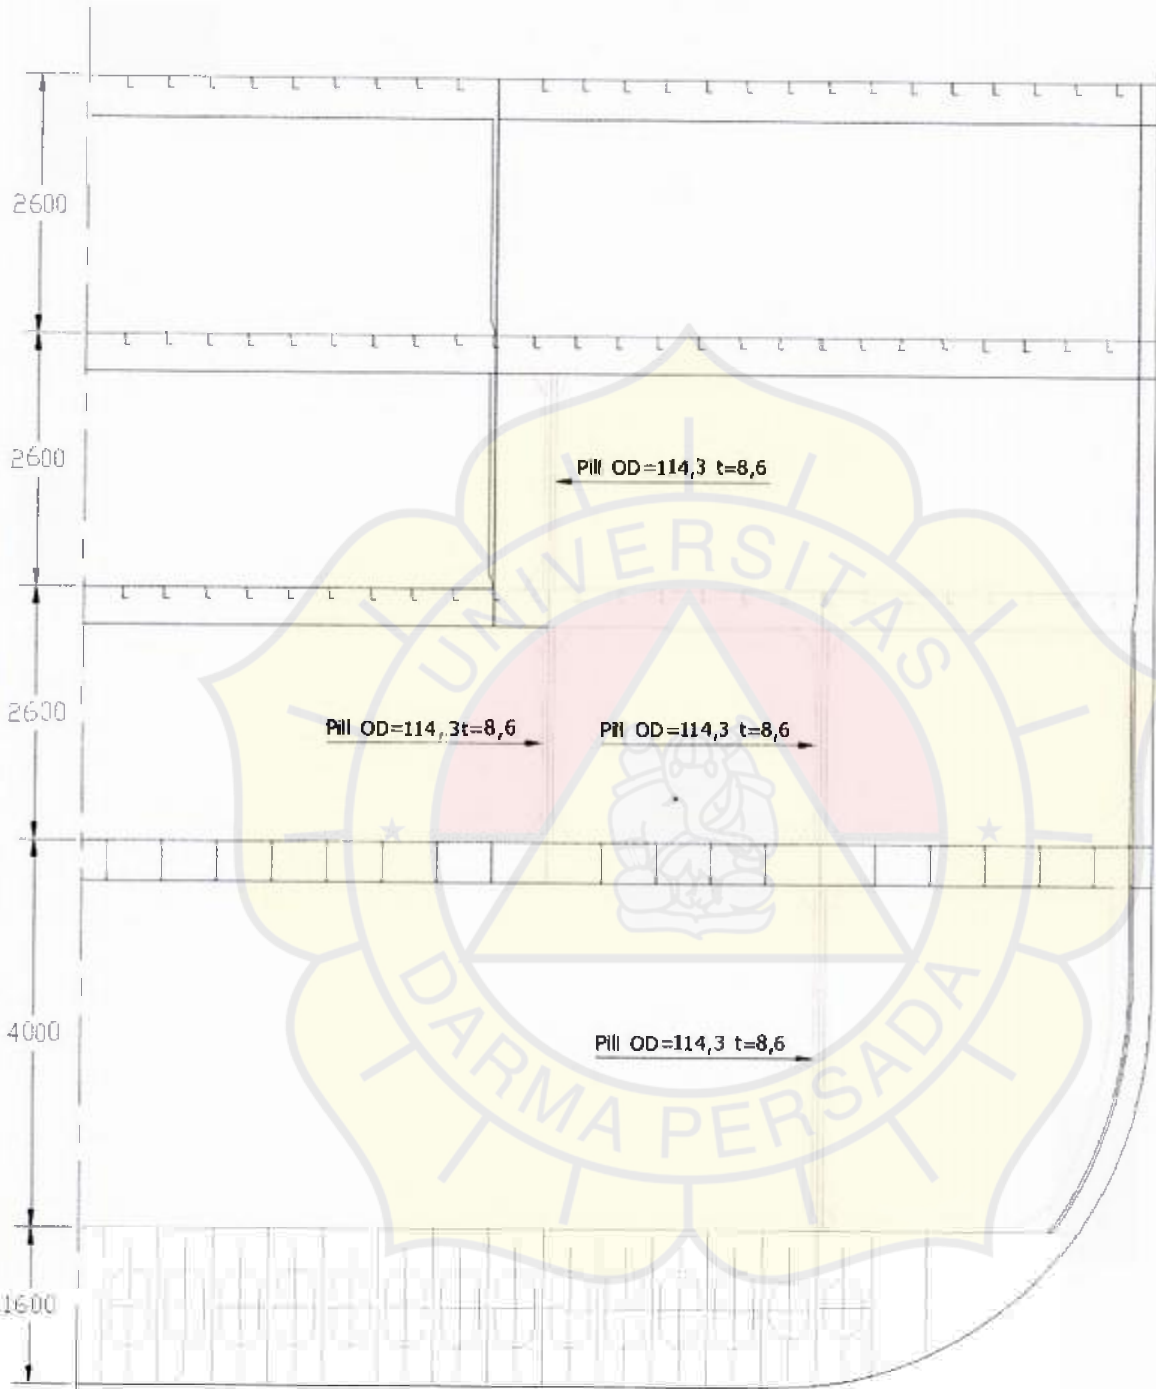 2600
2600
Pill OD=114,3 t=8,6
UNIVERSITAS
2600
Pill OD=114,3t=8,6
Pill OD=114,3 t=8,6
4000
Pill OD=114,3 t=8,6
DARMA PERSADA
1600